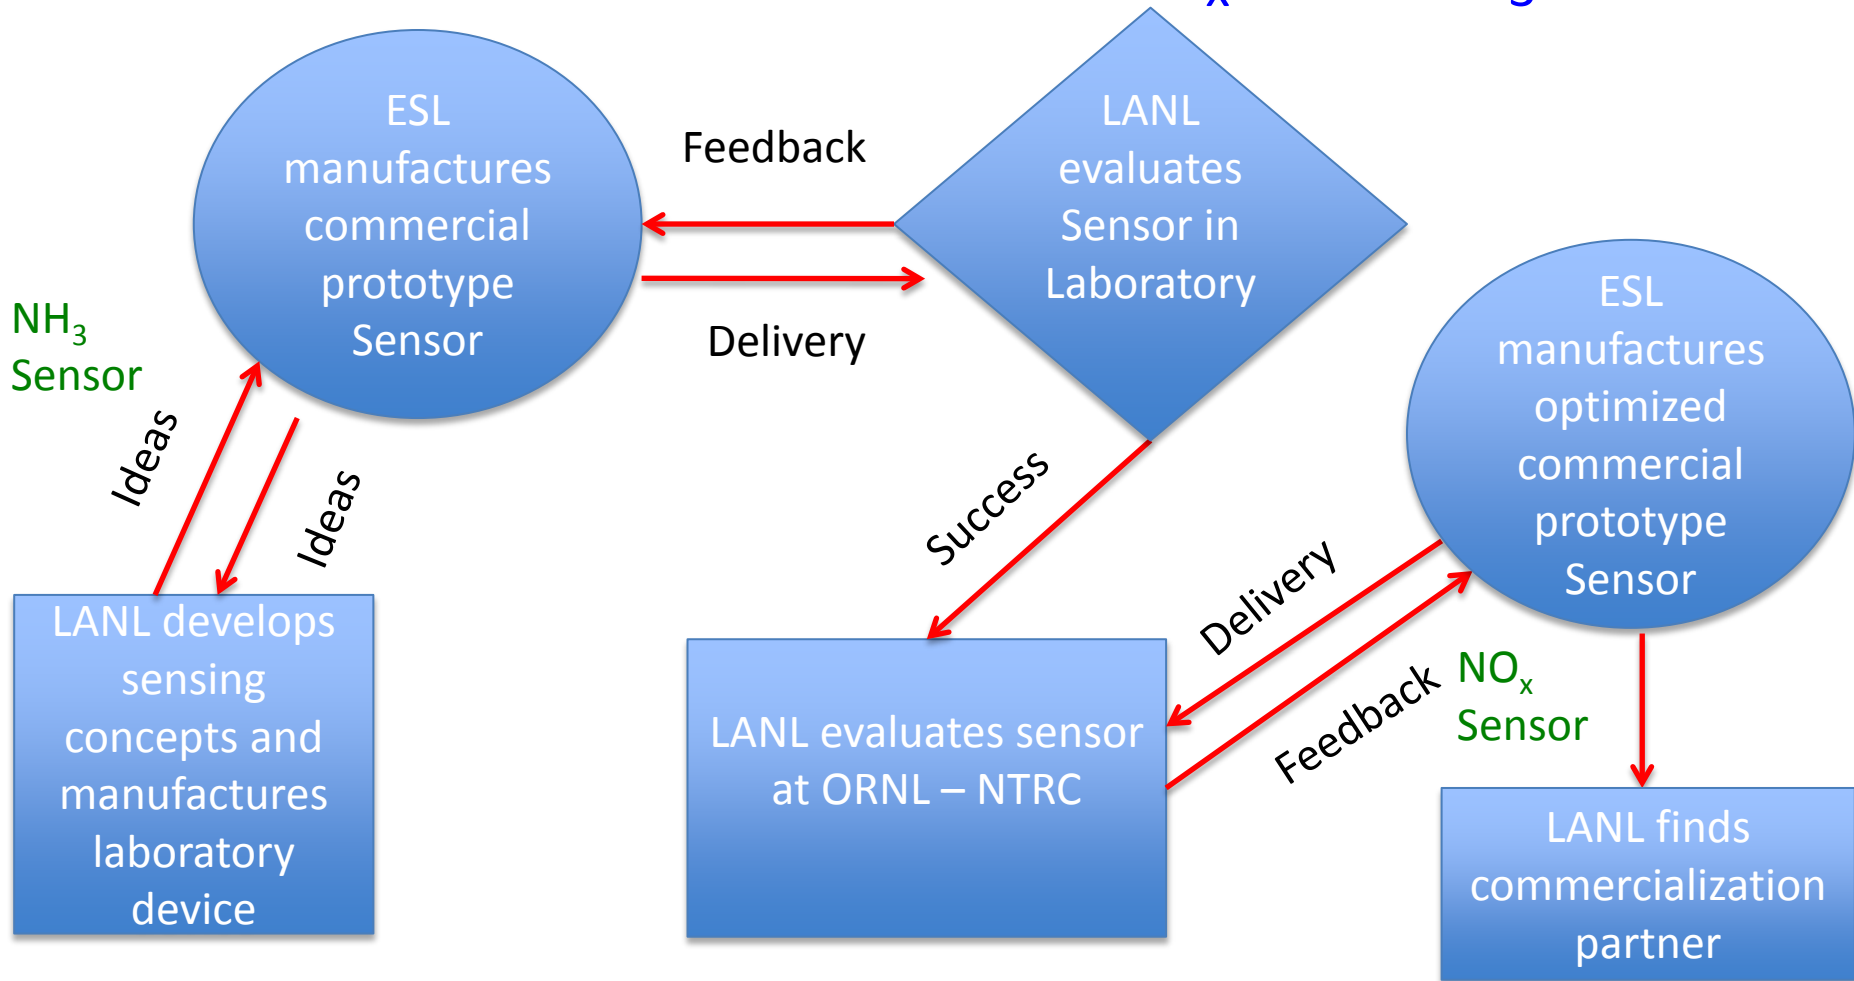 ESL
manufactures
commercial
prototype
Sensor
Feedback
Delivery
LANL
evaluates
Sensor in
Laboratory
NH₃
Sensor
Ideas
Ideas
LANL develops
sensing
concepts and
manufactures
laboratory
device
Success
LANL evaluates sensor
at ORNL – NTRC
Delivery
Feedback
ESL
manufactures
optimized
commercial
prototype
Sensor
NOₓ
Sensor
LANL finds
commercialization
partner